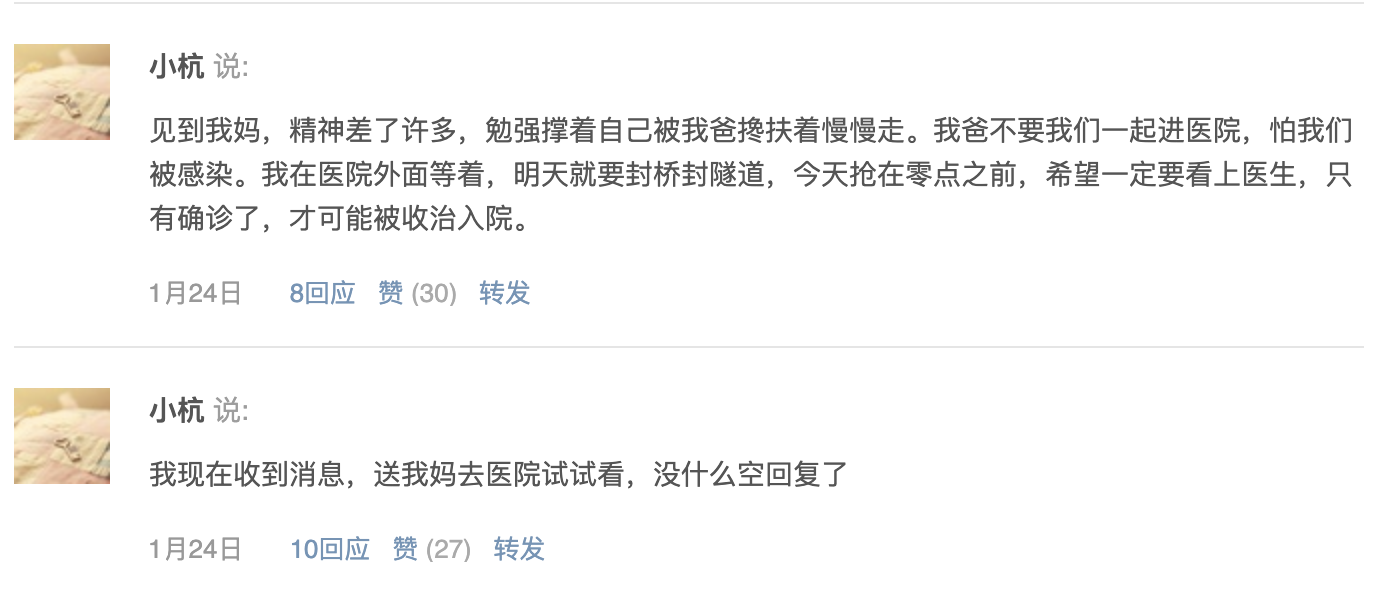 小杭 说:
见到我妈，精神差了许多，勉强撑着自己被我爸搀扶着慢慢走。我爸不要我们一起进医院，怕我们
被感染。我在医院外面等着，明天就要封桥封隧道，今天抢在零点之前，希望一定要看上医生，只
有确诊了，才可能被收治入院。
1月24日 8回应 赞 (30) 转发
小杭 说:
我现在收到消息，送我妈去医院试试看，没什么空回复了
1月24日 10回应 赞 (27) 转发